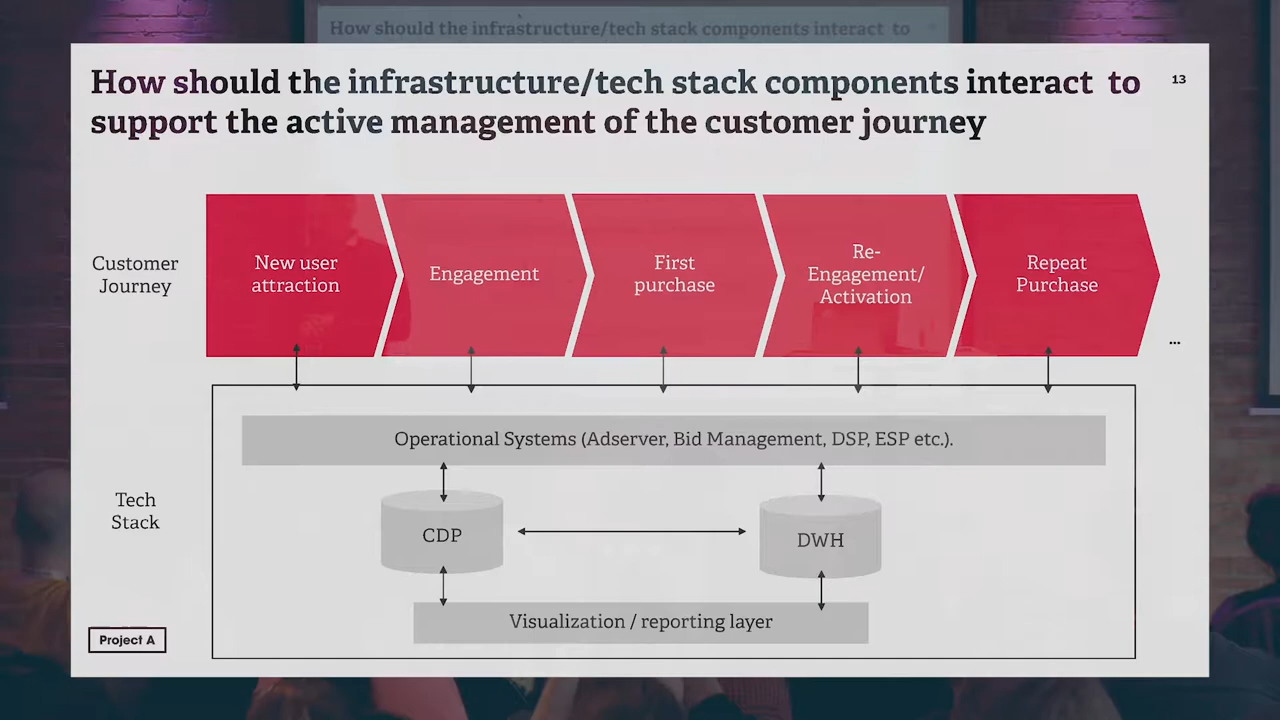 How should the infrastructure/tech stack components interact to
How should the infrastructure/tech stack components interact to
support the active management of the customer journey
13
Customer
Journey
New user
attraction
Engagement
First
purchase
Re-
Engagement/
Activation
Repeat
Purchase
...
Tech
Stack
Operational Systems (Adserver, Bid Management, DSP, ESP etc.).
CDP
DWH
Visualization / reporting layer
Project A